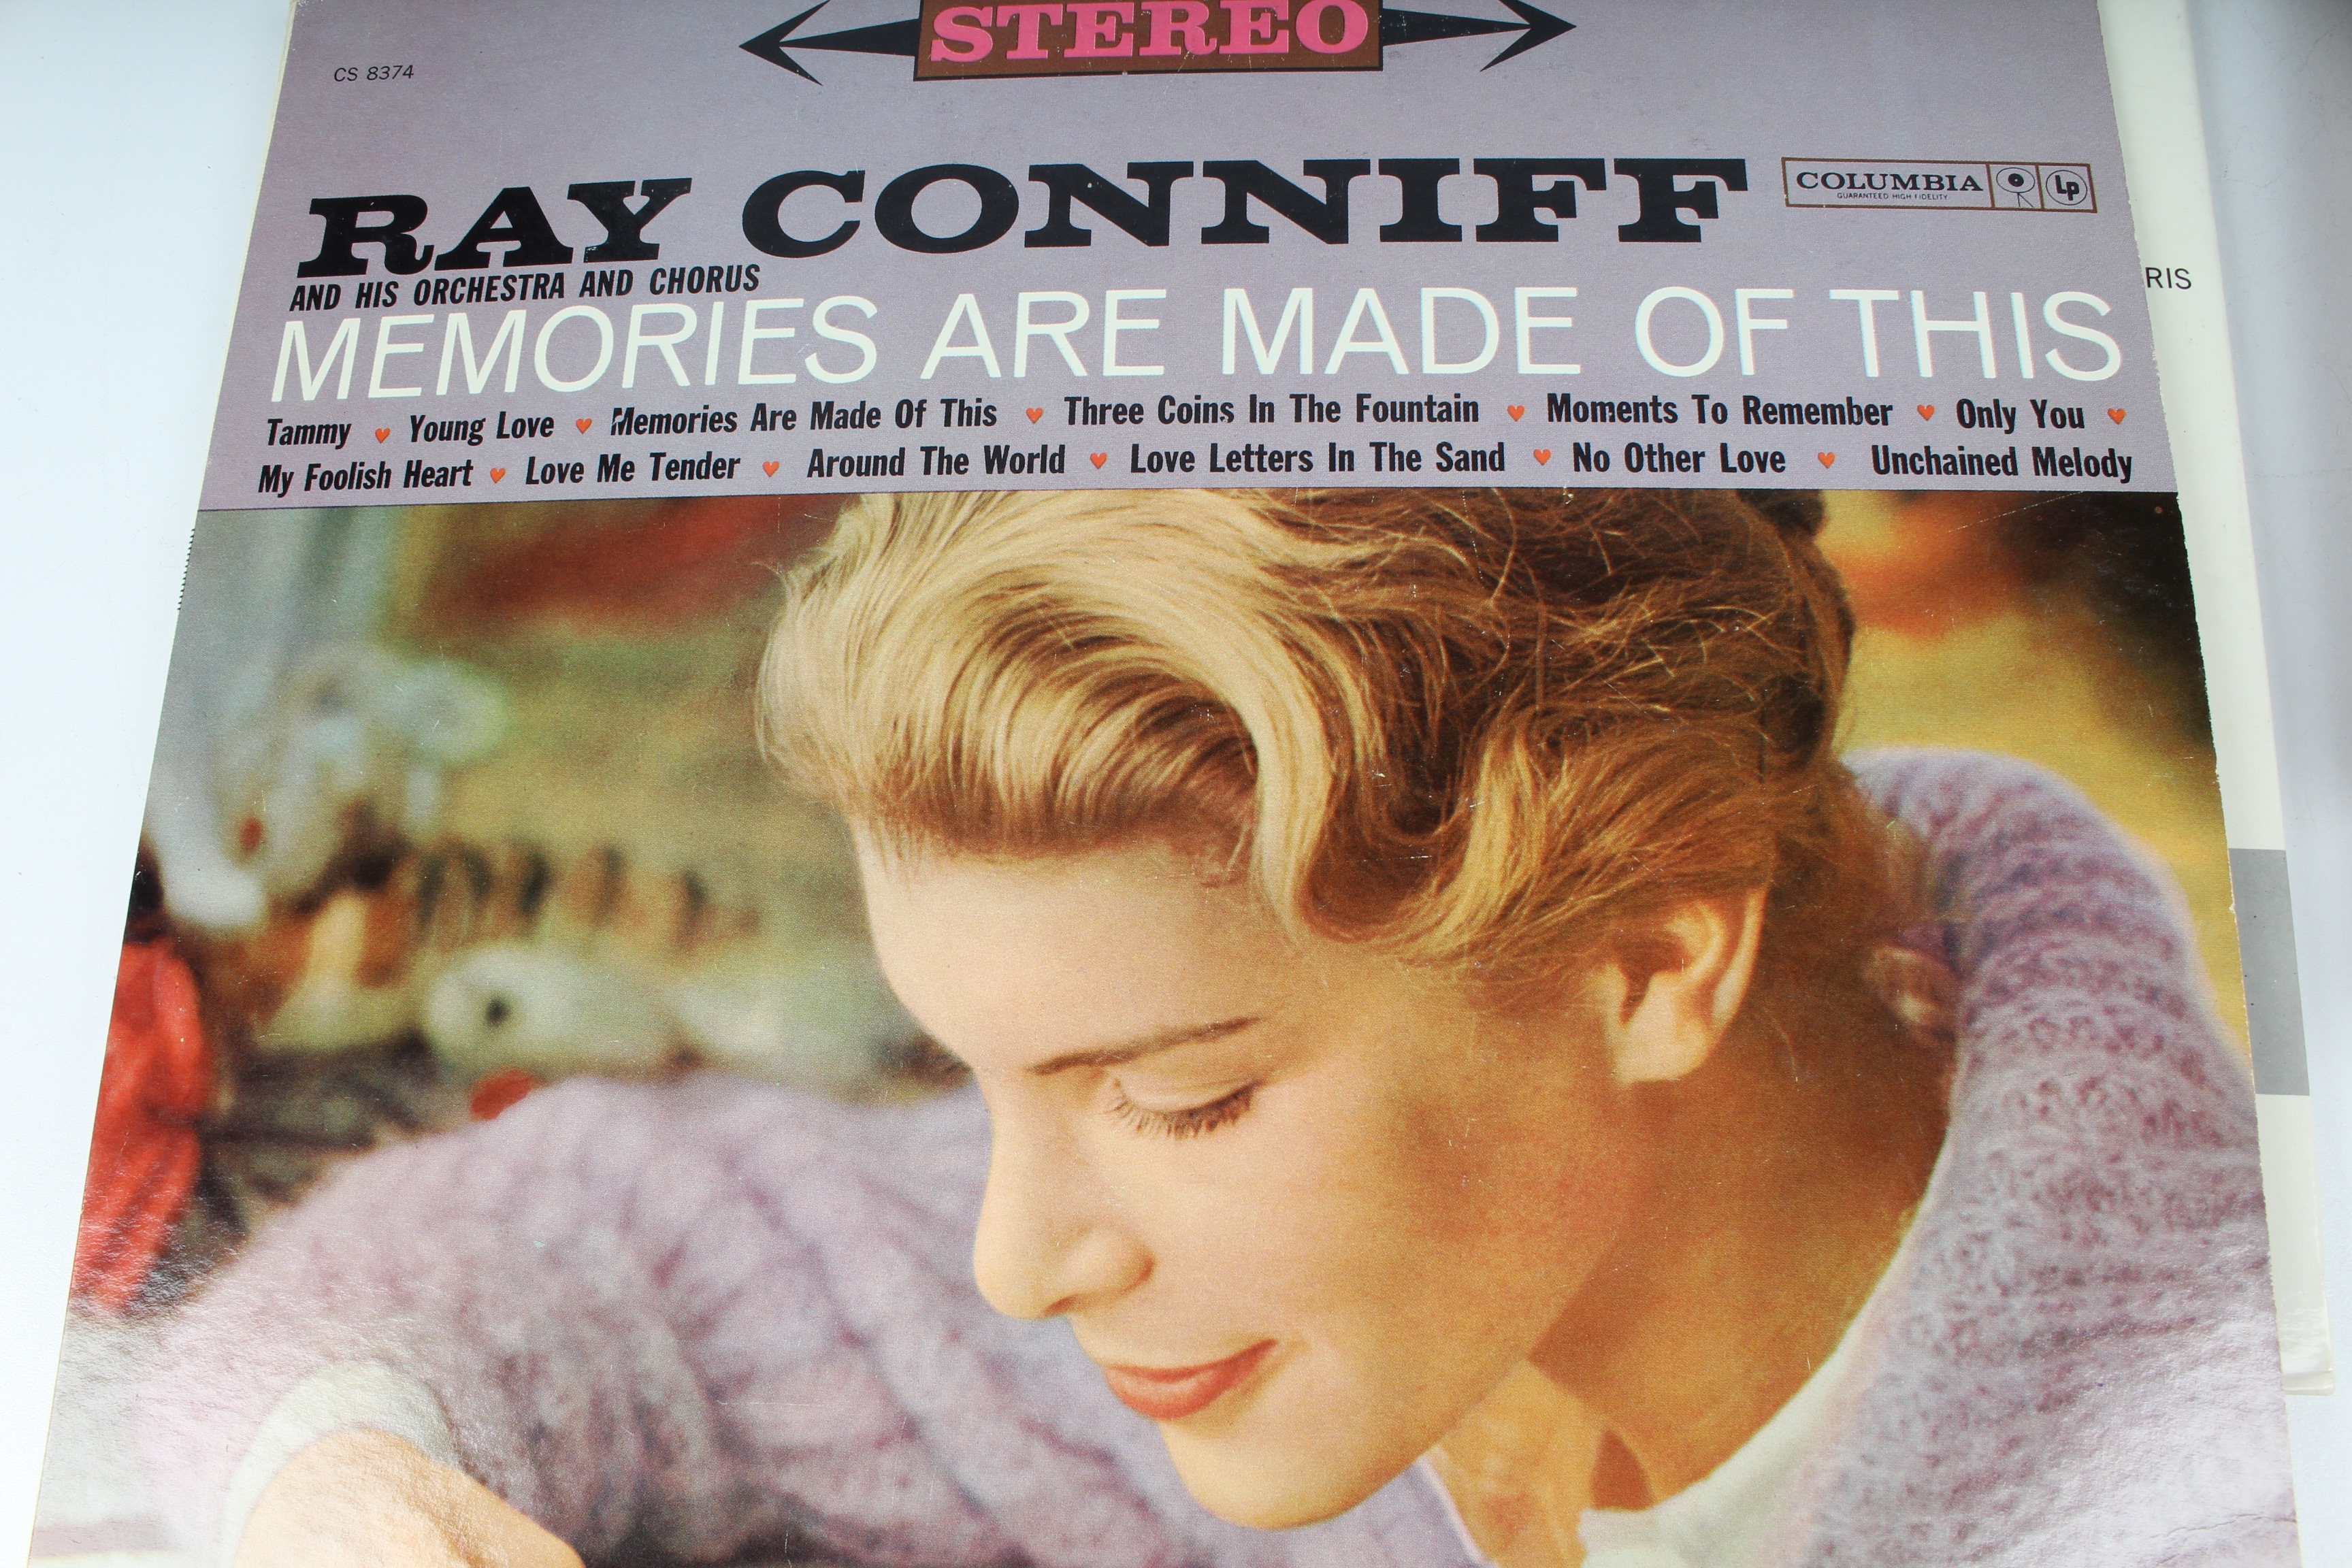 STEREO
CS 8374
RAY CONNIFF
COLUMBIA
GUARANTEED HIGH FIDELITY
Lp
AND HIS ORCHESTRA AND CHORUS
RIS
MEMORIES ARE MADE OF THIS
Tammy ♥ Young Love ♥ Memories Are Made Of This ♥ Three Coins In The Fountain ♥ Moments To Remember ♥ Only You ♥
My Foolish Heart ♥ Love Me Tender ♥ Around The World ♥ Love Letters In The Sand ♥ No Other Love ♥ Unchained Melody